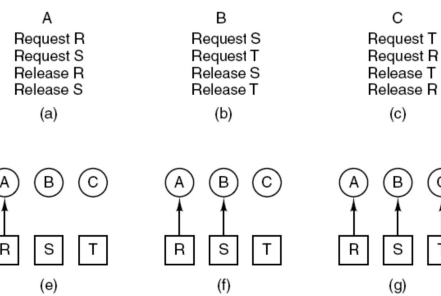 A B C
Request R Request S Request T
Request S Request T Request R
Release R Release S Release T
Release S Release T Release R
(a) (b) (c)
A B C A B C A B C
R S T R S T R S T
(e) (f) (g)